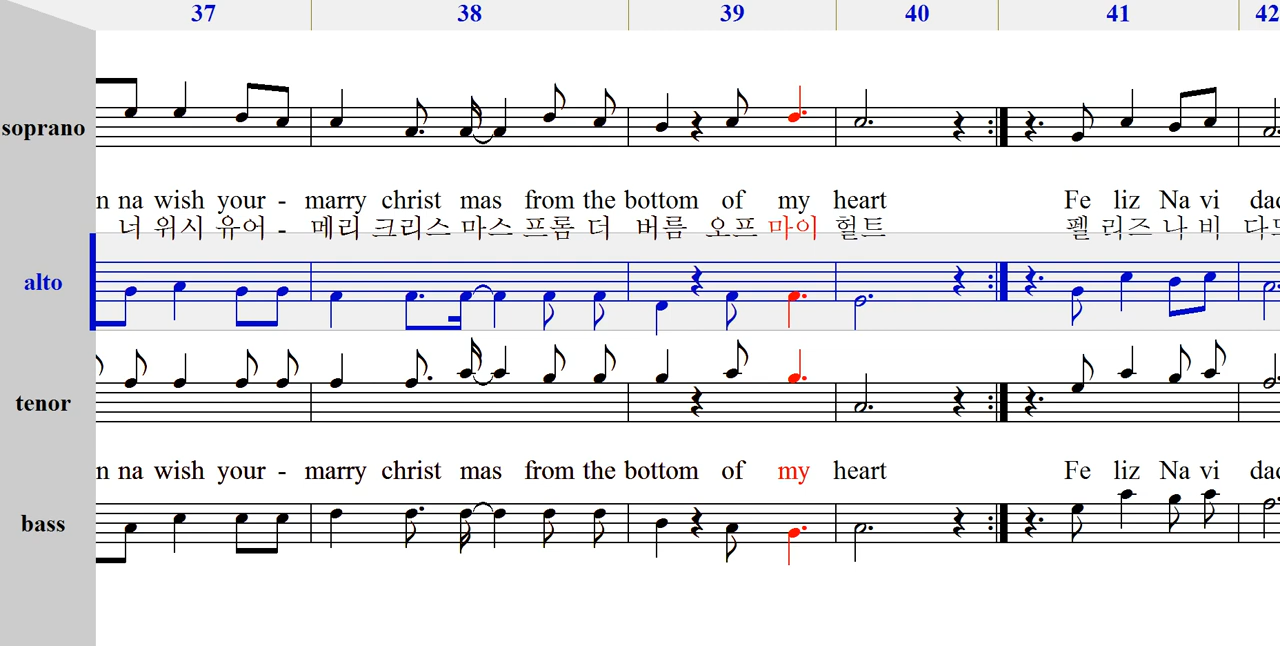 37 38 39 40 41 42
soprano
n na wish your - marry christ mas from the bottom of my heart Fe liz Na vi dad
너 위시 유어 - 메리 크리스 마스 프롬 더 버름 오프 마이 헐트 펠 리즈 나 비
alto
tenor
n na wish your - marry christ mas from the bottom of my heart Fe liz Na vi dad
bass